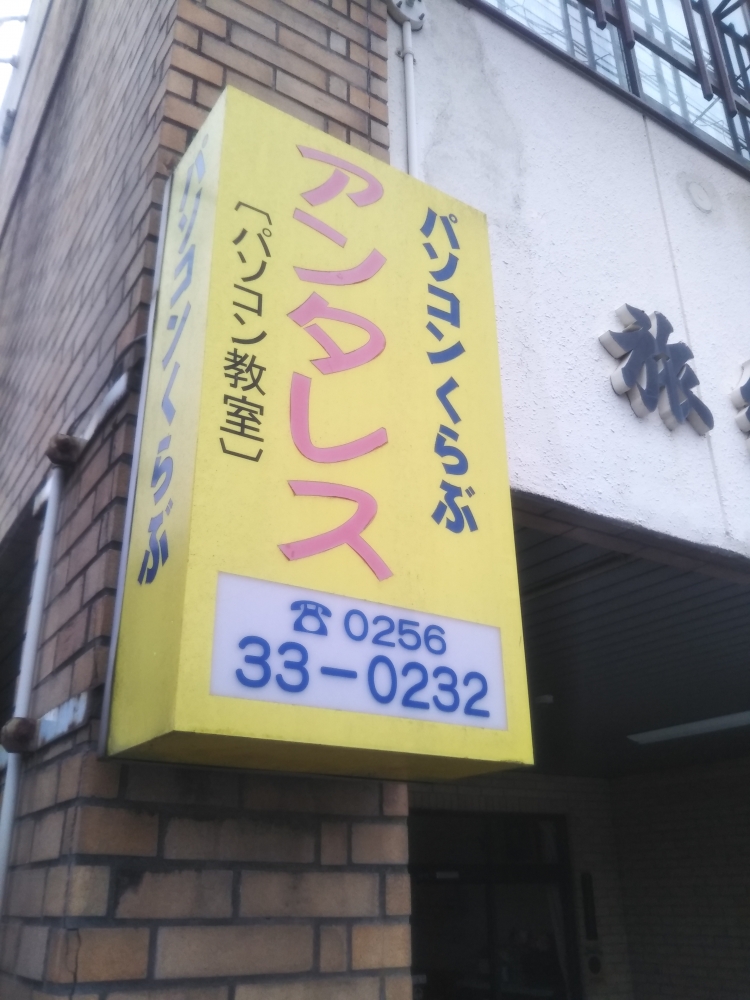 パソコンくらぶ
アンタレス
〔パソコン教室〕
☎0256
33-0232
パソコンくらぶ
旅